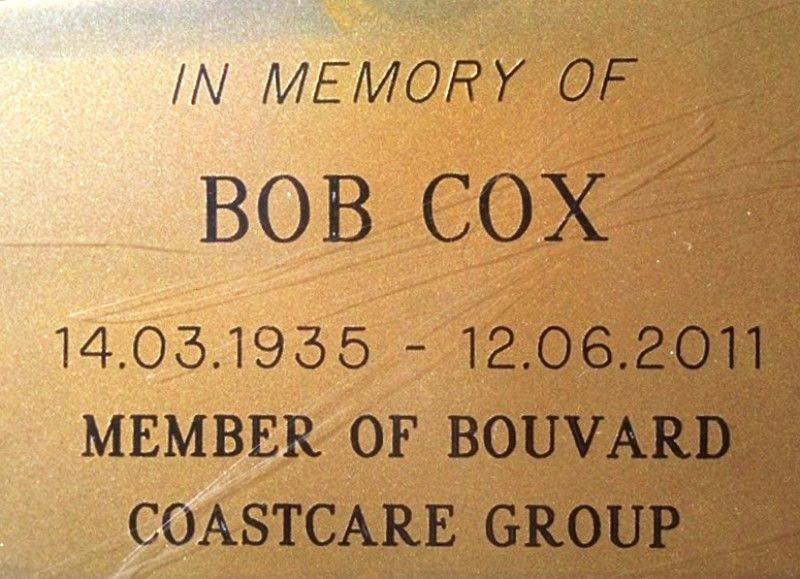 IN MEMORY OF
BOB COX
14.03.1935 - 12.06.2011
MEMBER OF BOUVARD
COASTCARE GROUP